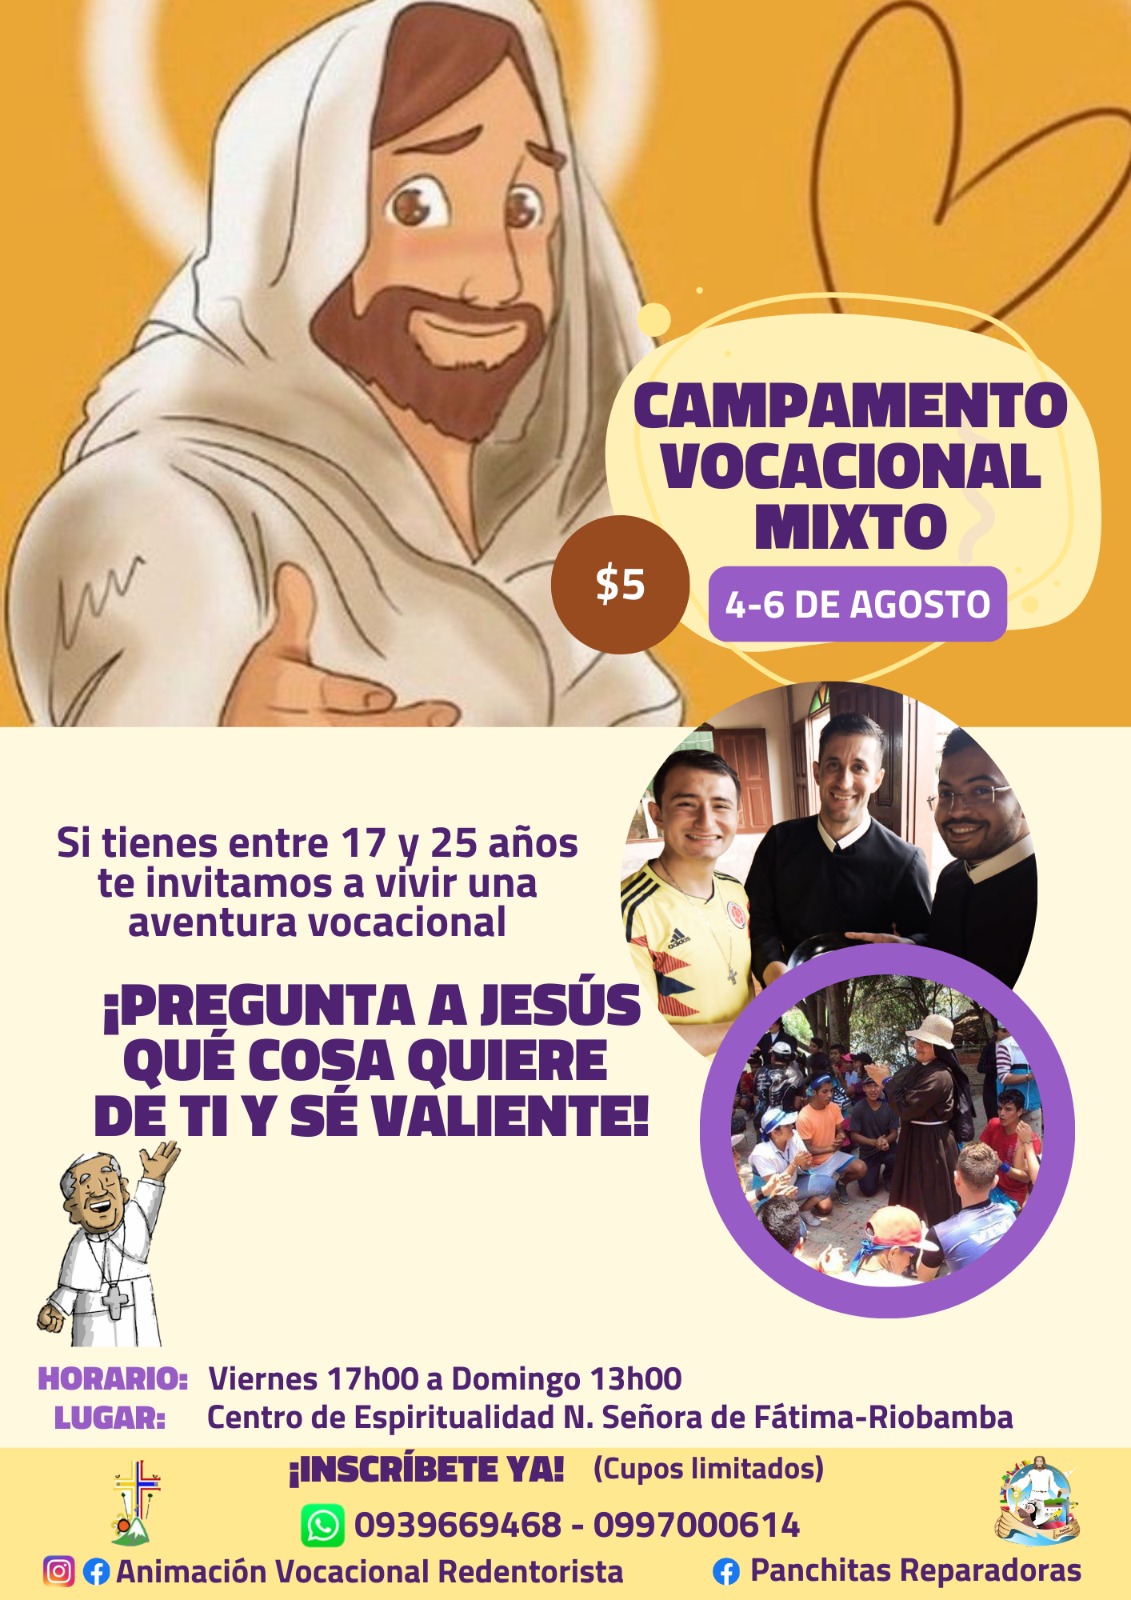 CAMPAMENTO
VOCACIONAL
MIXTO
$5
4-6 DE AGOSTO
Si tienes entre 17 y 25 años
te invitamos a vivir una
aventura vocacional
¡PREGUNTA A JESÚS
QUÉ COSA QUIERE
DE TI Y SÉ VALIENTE!
adidas
HORARIO: Viernes 17h00 a Domingo 13h00
LUGAR: Centro de Espiritualidad N. Señora de Fátima-Riobamba
¡INSCRÍBETE YA! (Cupos limitados)
0939669468 - 0997000614
Animación Vocacional Redentorista
Panchitas Reparadoras